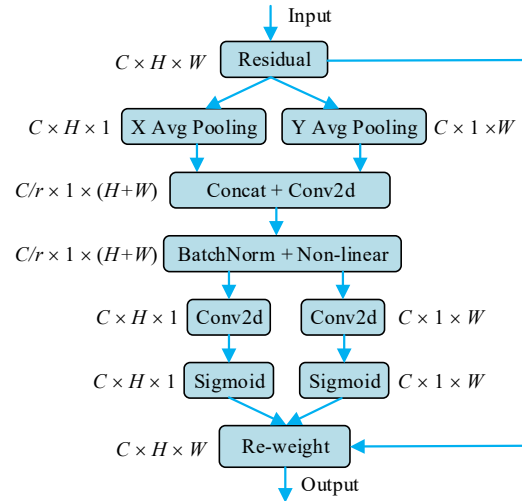 Input
C × H × W Residual
C × H × 1 X Avg Pooling Y Avg Pooling C × 1 ×W
C/r × 1 × (H+W) Concat + Conv2d
C/r × 1 × (H+W) BatchNorm + Non-linear
C × H × 1 Conv2d Conv2d C × 1 × W
C × H × 1 Sigmoid Sigmoid C × 1 × W
C × H × W Re-weight
Output